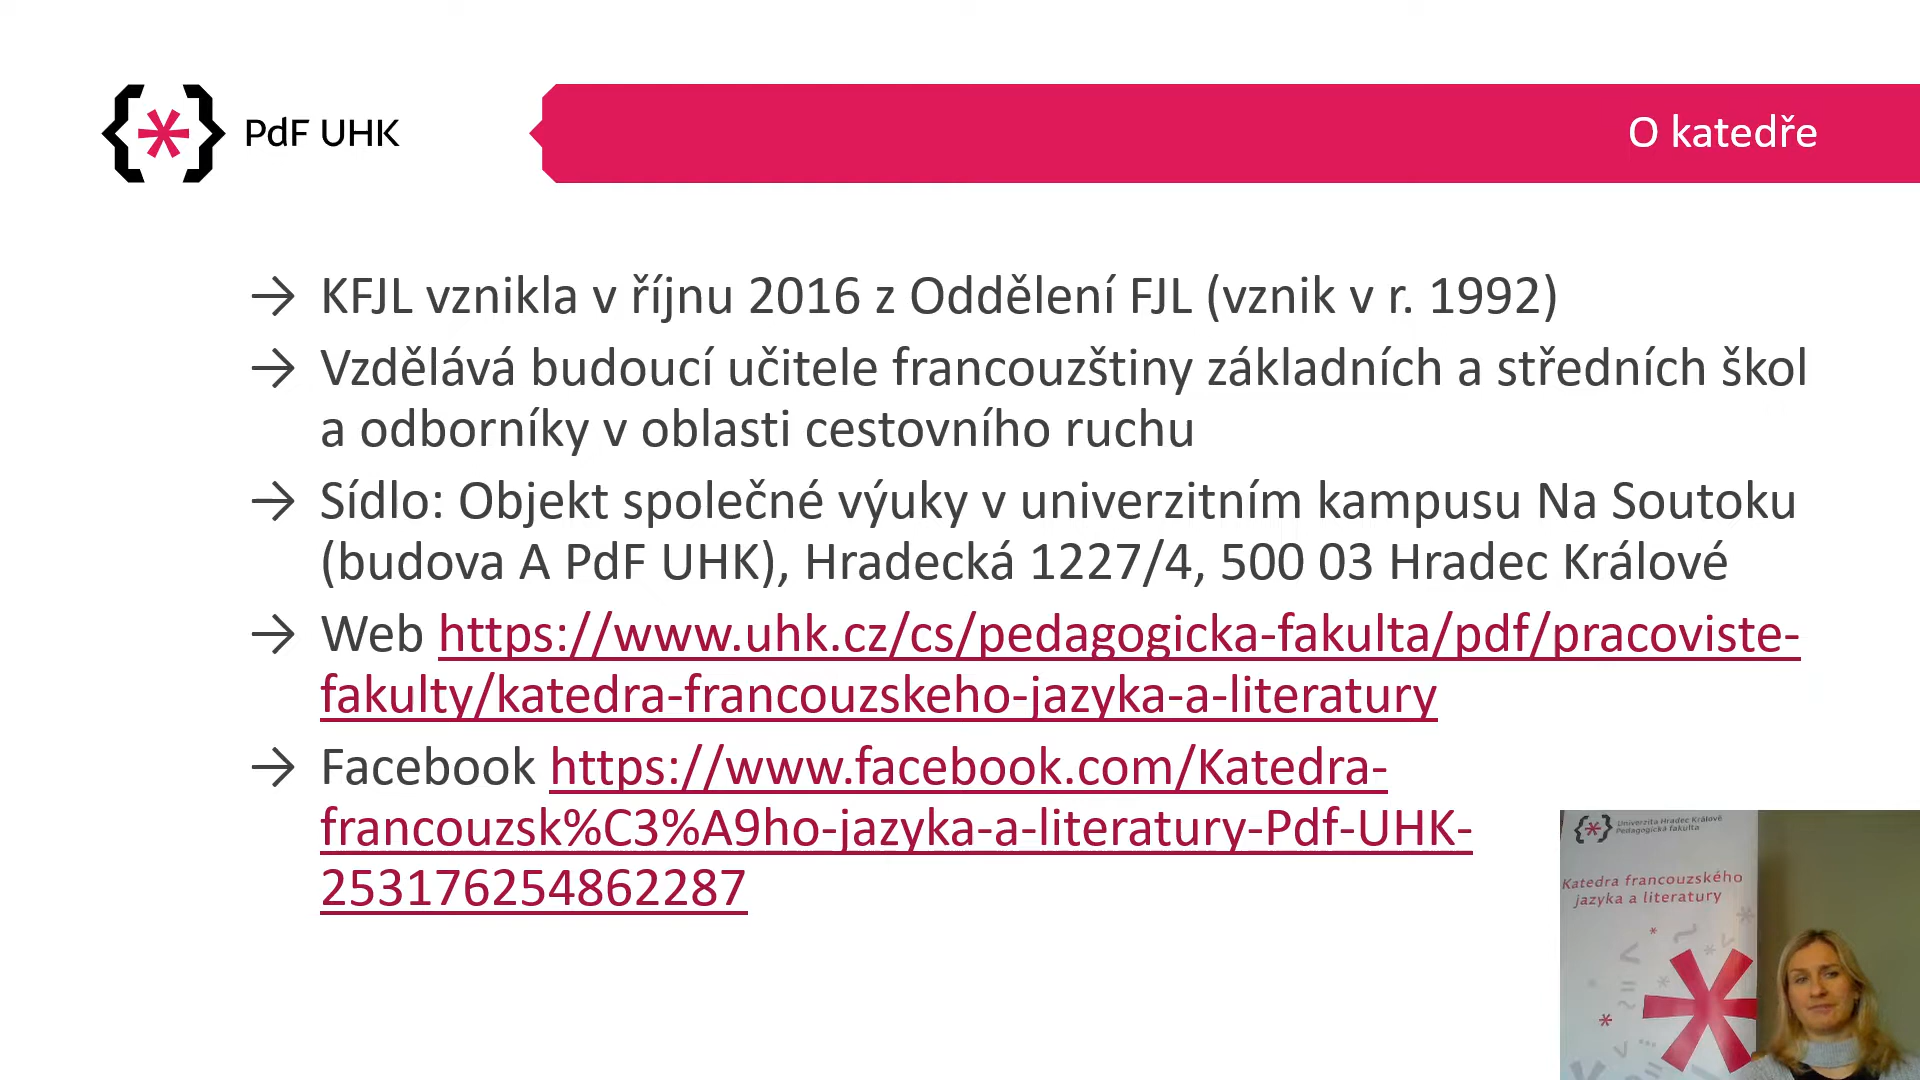 PdF UHK
O katedře
→ KFJL vznikla v říjnu 2016 z Oddělení FJL (vznik v r. 1992)
→ Vzdělává budoucí učitele francouzštiny základních a středních škol
a odborníky v oblasti cestovního ruchu
→ Sídlo: Objekt společné výuky v univerzitním kampusu Na Soutoku
(budova A PdF UHK), Hradecká 1227/4, 500 03 Hradec Králové
→ Web https://www.uhk.cz/cs/pedagogicka-fakulta/pdf/pracoviste-
fakulty/katedra-francouzskeho-jazyka-a-literatury
→ Facebook https://www.facebook.com/Katedra-
francouzsk%C3%A9ho-jazyka-a-literatury-Pdf-UHK-
253176254862287
Univerzita Hradec Králové
Pedagogická fakulta
Katedra francouzského
jazyka a literatury